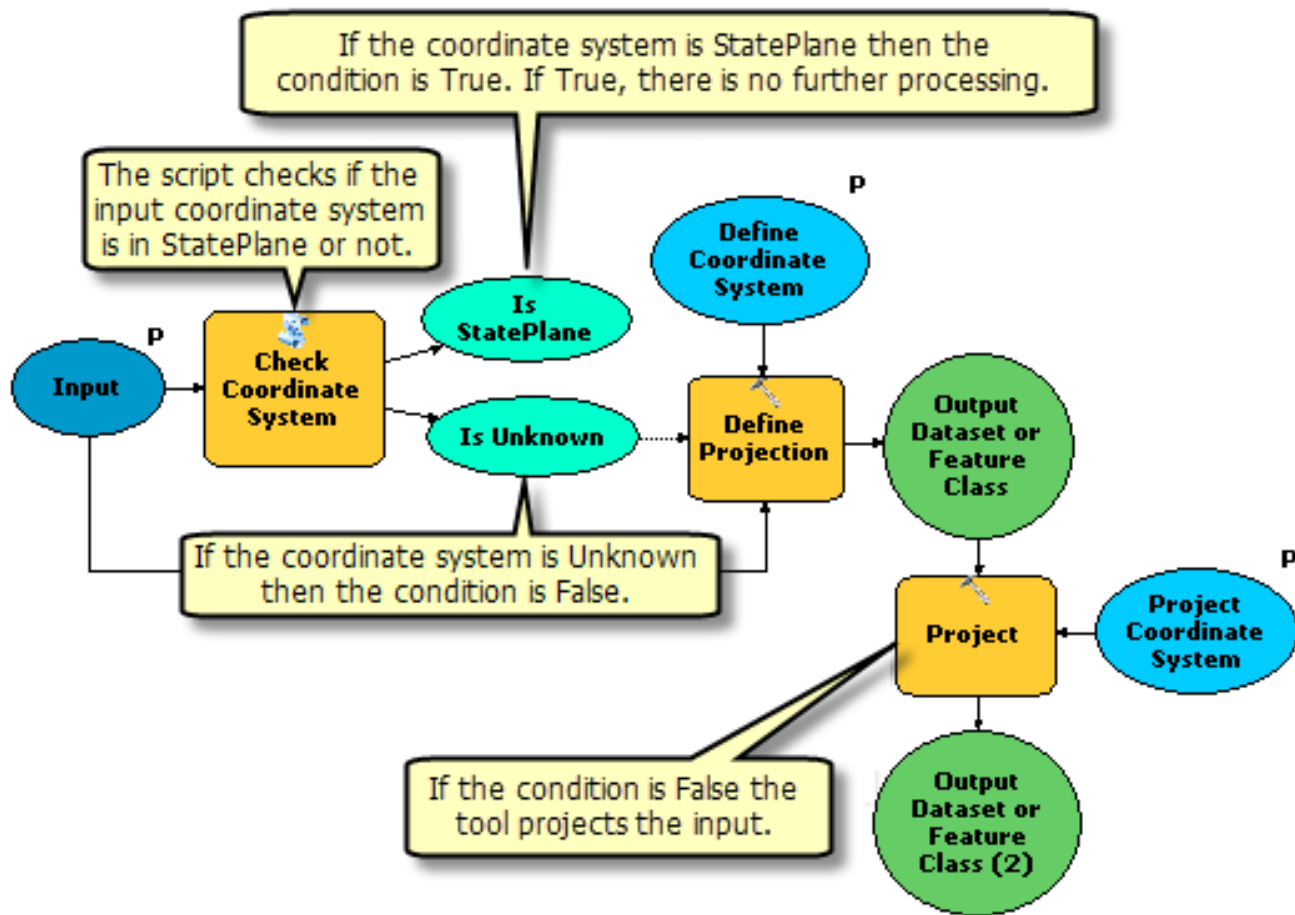 If the coordinate system is StatePlane then the
condition is True. If True, there is no further processing.
The script checks if the
input coordinate system
is in StatePlane or not.
P
Define
Coordinate
System
Is
StatePlane
P
Input
Check
Coordinate
System
Is Unknown
Define
Projection
Output
Dataset or
Feature
Class
If the coordinate system is Unknown
then the condition is False.
P
Project
Project
Coordinate
System
If the condition is False the
tool projects the input.
Output
Dataset or
Feature
Class (2)